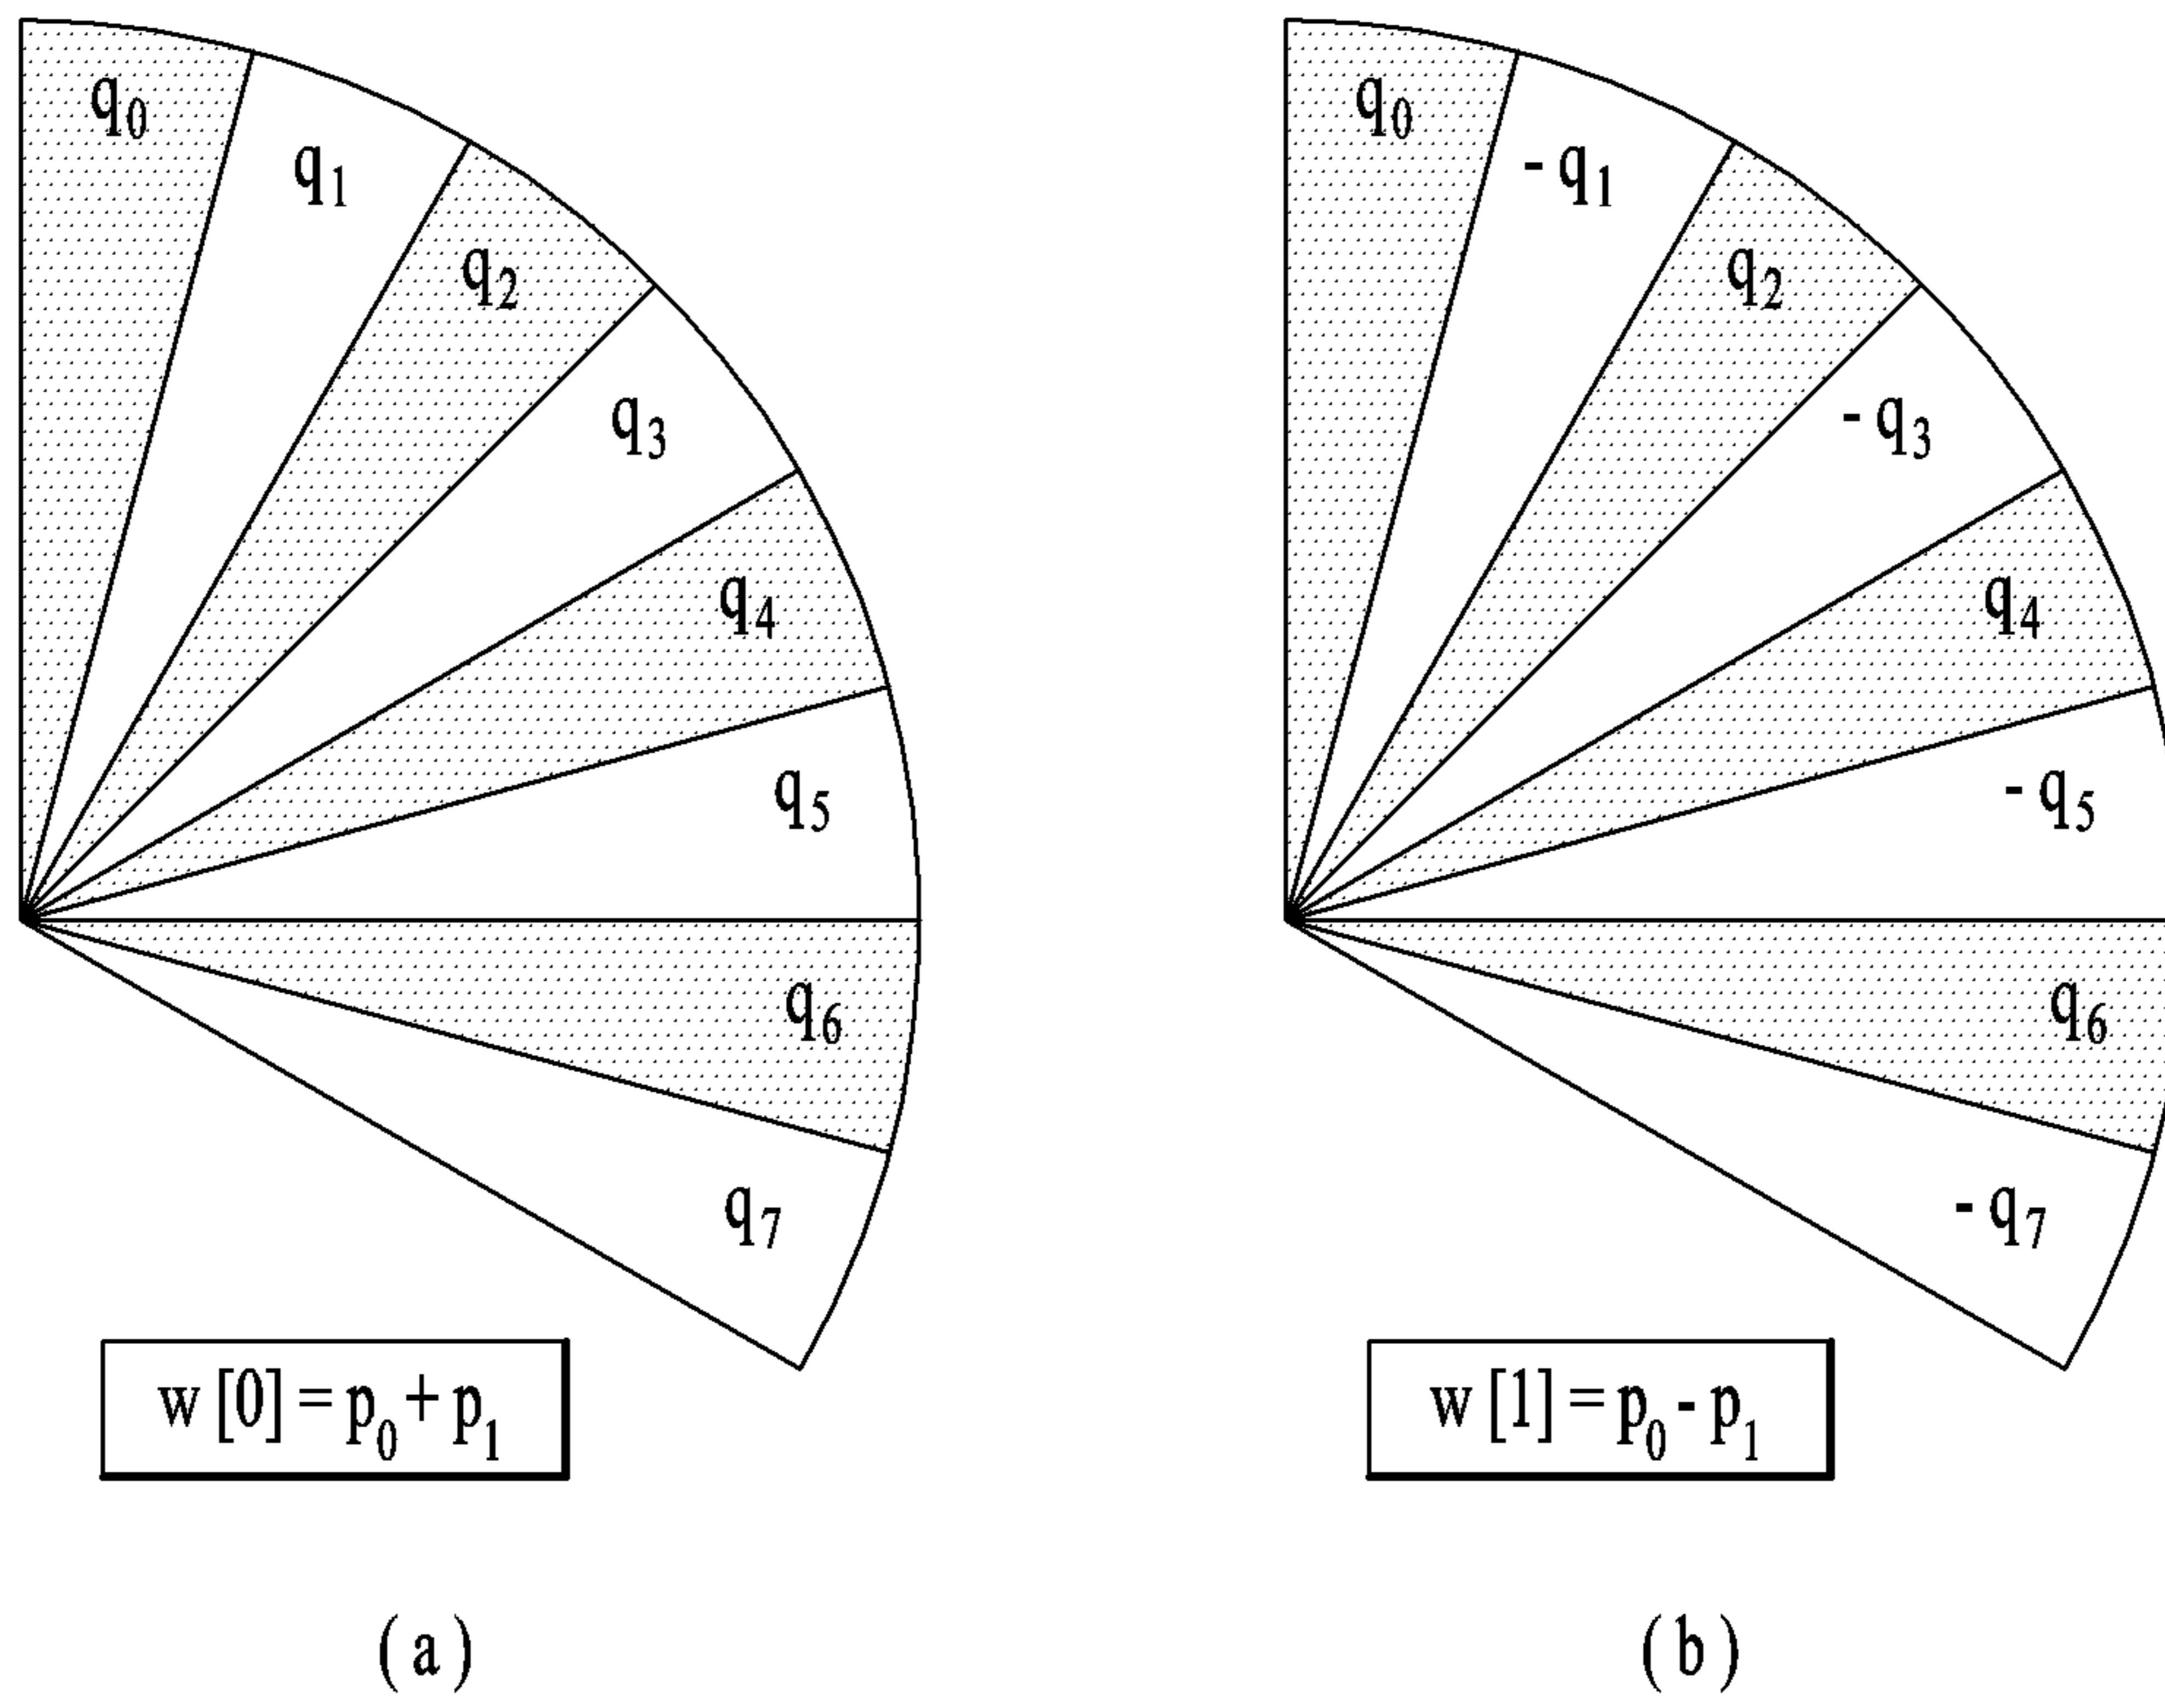 q0
q1
q2
q3
q4
q5
q6
q7
w [0] = p0 + p1
( a )
q0
- q1
q2
- q3
q4
- q5
q6
- q7
w [1] = p0 - p1
( b )